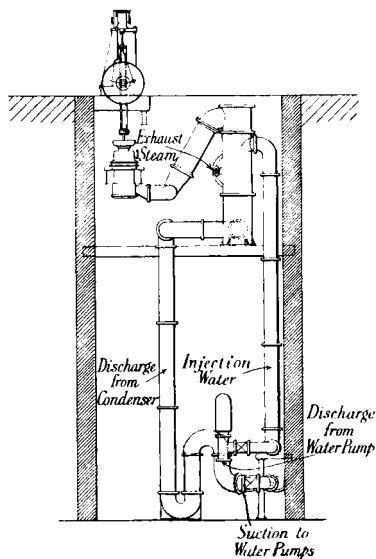 Exhaust
Steam
Discharge
from
Condenser
Injection
Water
Discharge
from
Water Pump
Suction to
Water Pumps